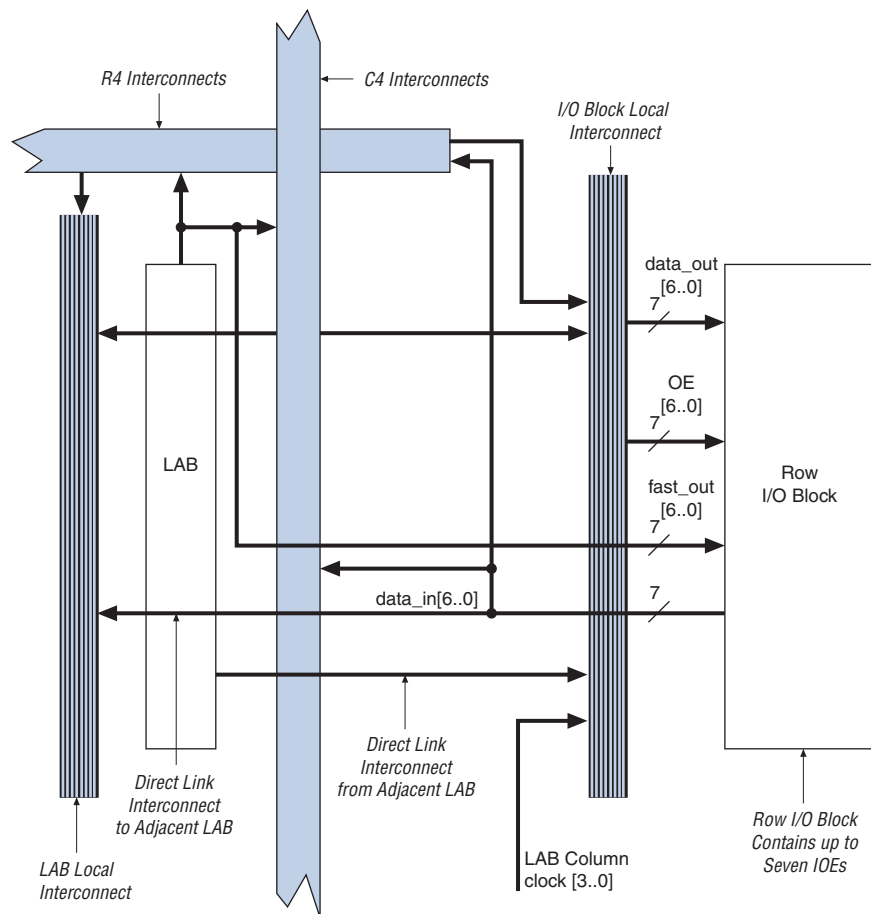 R4 Interconnects
C4 Interconnects
I/O Block Local
Interconnect
data_out
[6..0]
7
OE
[6..0]
7
LAB
Row
I/O Block
fast_out
[6..0]
7
data_in[6..0]
7
Direct Link
Interconnect
to Adjacent LAB
Direct Link
Interconnect
from Adjacent LAB
LAB Local
Interconnect
LAB Column
clock [3..0]
Row I/O Block
Contains up to
Seven IOEs